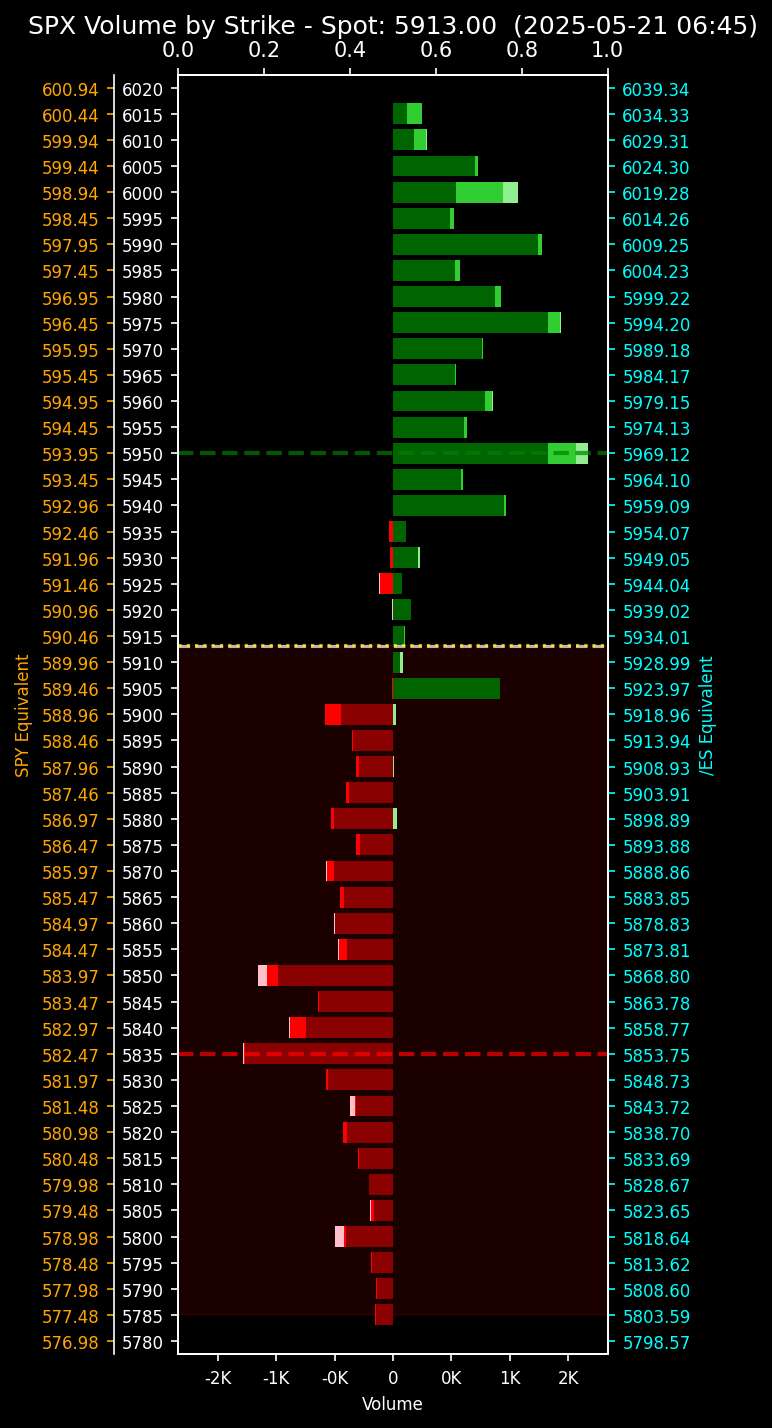 SPX Volume by Strike - Spot: 5913.00 (2025-05-21 06:45)
0.0 0.2 0.4 0.6 0.8 1.0
600.94 6020 6039.34
600.44 6015 6034.33
599.94 6010 6029.31
599.44 6005 6024.30
598.94 6000 6019.28
598.45 5995 6014.26
597.95 5990 6009.25
597.45 5985 6004.23
596.95 5980 5999.22
596.45 5975 5994.20
595.95 5970 5989.18
595.45 5965 5984.17
594.95 5960 5979.15
594.45 5955 5974.13
593.95 5950 5969.12
593.45 5945 5964.10
592.96 5940 5959.09
592.46 5935 5954.07
591.96 5930 5949.05
591.46 5925 5944.04
590.96 5920 5939.02
590.46 5915 5934.01
589.96 5910 5928.99
589.46 5905 5923.97
588.96 5900 5918.96
588.46 5895 5913.94
587.96 5890 5908.93
587.46 5885 5903.91
586.97 5880 5898.89
586.47 5875 5893.88
585.97 5870 5888.86
585.47 5865 5883.85
584.97 5860 5878.83
584.47 5855 5873.81
583.97 5850 5868.80
583.47 5845 5863.78
582.97 5840 5858.77
582.47 5835 5853.75
581.97 5830 5848.73
581.48 5825 5843.72
580.98 5820 5838.70
580.48 5815 5833.69
579.98 5810 5828.67
579.48 5805 5823.65
578.98 5800 5818.64
578.48 5795 5813.62
577.98 5790 5808.60
577.48 5785 5803.59
576.98 5780 5798.57
SPY Equivalent
/ES Equivalent
-2K -1K -0K 0 0K 1K 2K
Volume